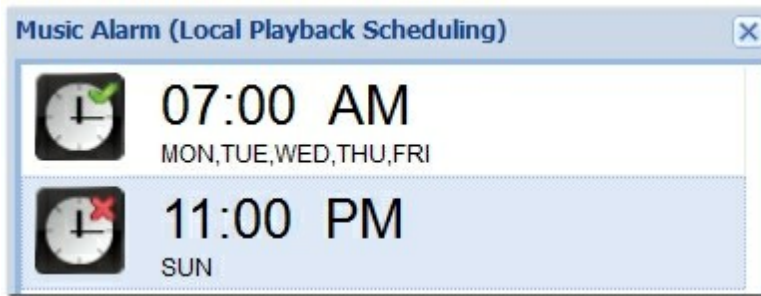 Music Alarm (Local Playback Scheduling)
07:00 AM
MON,TUE,WED,THU,FRI
11:00 PM
SUN